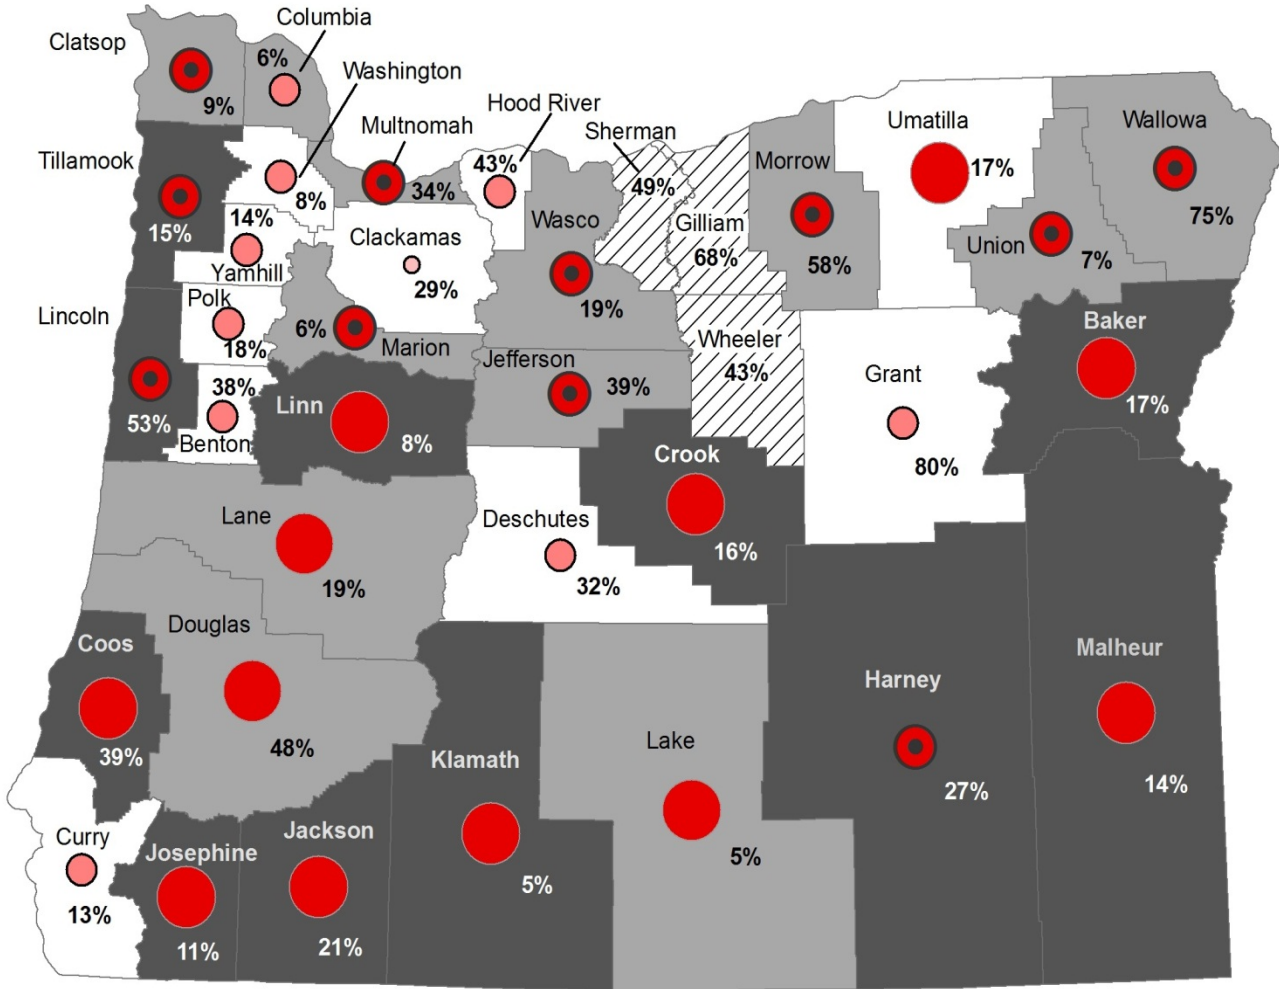 Columbia
Clatsop
6%
Washington
9%
Hood River
Multnomah
Sherman
Umatilla
Wallowa
Tillamook
43%
Morrow
17%
49%
8%
34%
15%
14%
Wasco
Gilliam
75%
Clackamas
Union
7%
68%
58%
Yamhill
29%
Polk
19%
Lincoln
6%
Baker
18%
Marion
Wheeler
Jefferson
43%
Grant
38%
39%
Linn
17%
53%
Benton
8%
Crook
80%
Lane
Deschutes
16%
19%
32%
Douglas
Coos
Malheur
Harney
39%
48%
Klamath
Lake
27%
14%
Curry
Josephine
Jackson
5%
5%
13%
11%
21%